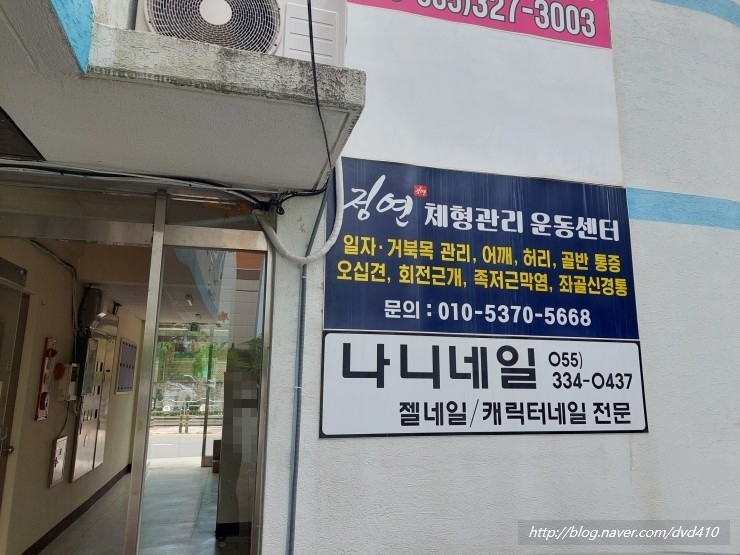 055)327-3003
정연 체형관리 운동센터
일자·거북목 관리, 어깨, 허리, 골반 통증
오십견, 회전근개, 족저근막염, 좌골신경통
문의 : 010-5370-5668
나니네일 055) 334-0437
젤네일/캐릭터네일 전문
http://blog.naver.com/dvd410